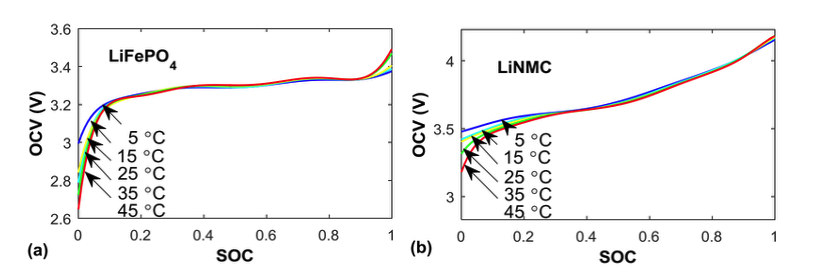 3.6
LiFePO4
3.4
3.2
OCV (V)
3
5 °C
15 °C
25 °C
35 °C
45 °C
2.8
2.6
0 0.2 0.4 0.6 0.8 1
(a) SOC
LiNMC
4
OCV (V)
3.5
5 °C
15 °C
25 °C
35 °C
45 °C
3
0 0.2 0.4 0.6 0.8 1
(b) SOC